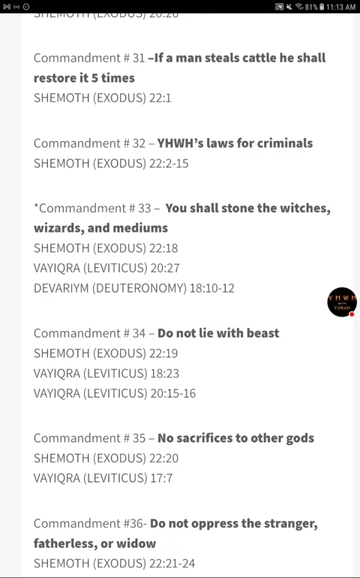 81% 11:13 AM
Commandment # 31 –If a man steals cattle he shall
restore it 5 times
SHEMOTH (EXODUS) 22:1
Commandment # 32 – YHWH's laws for criminals
SHEMOTH (EXODUS) 22:2-15
*Commandment # 33 – You shall stone the witches,
wizards, and mediums
SHEMOTH (EXODUS) 22:18
VAYIQRA (LEVITICUS) 20:27
DEVARIYM (DEUTERONOMY) 18:10-12
Commandment # 34 – Do not lie with beast
SHEMOTH (EXODUS) 22:19
VAYIQRA (LEVITICUS) 18:23
VAYIQRA (LEVITICUS) 20:15-16
Commandment # 35 – No sacrifices to other gods
SHEMOTH (EXODUS) 22:20
VAYIQRA (LEVITICUS) 17:7
Commandment #36- Do not oppress the stranger,
fatherless, or widow
SHEMOTH (EXODUS) 22:21-24